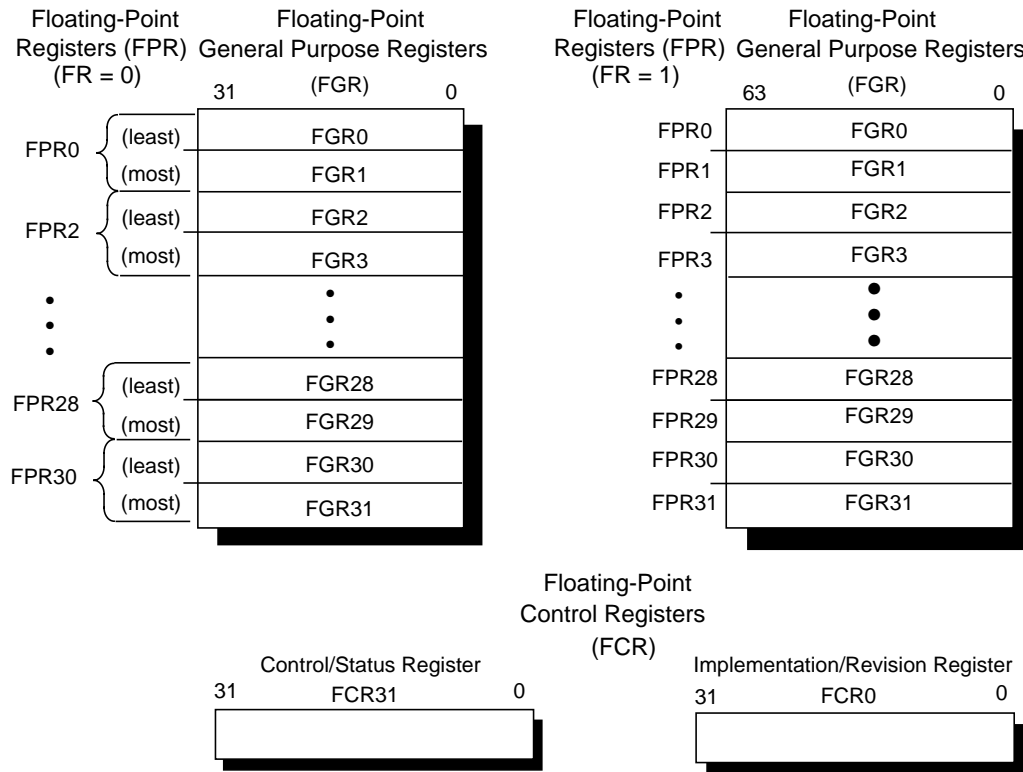 Floating-Point
Registers (FPR)
(FR = 0)
Floating-Point
General Purpose Registers
(FGR)
31
0
FPR0
(least)
FGR0
(most)
FGR1
FPR2
(least)
FGR2
(most)
FGR3
FPR28
(least)
FGR28
(most)
FGR29
FPR30
(least)
FGR30
(most)
FGR31
Floating-Point
Registers (FPR)
(FR = 1)
Floating-Point
General Purpose Registers
(FGR)
63
0
FPR0
FGR0
FPR1
FGR1
FPR2
FGR2
FPR3
FGR3
FPR28
FGR28
FPR29
FGR29
FPR30
FGR30
FPR31
FGR31
Floating-Point
Control Registers
(FCR)
Control/Status Register
31
FCR31
0
Implementation/Revision Register
31
FCR0
0